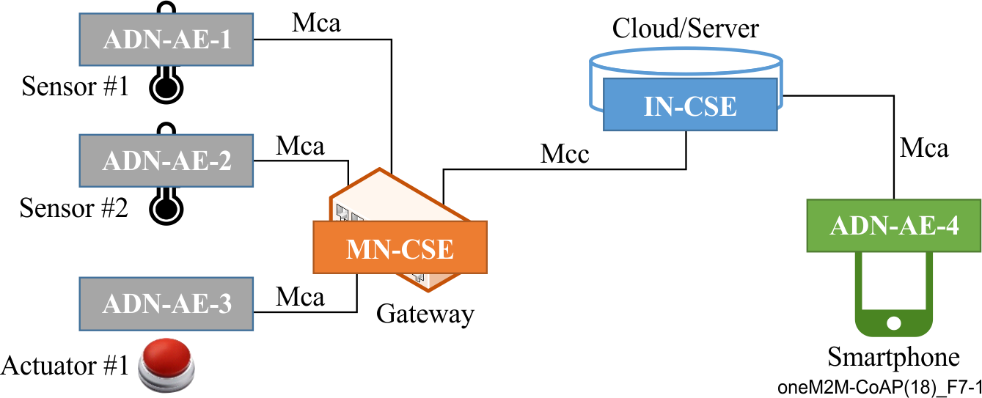 ADN-AE-1
Mca
Sensor #1
ADN-AE-2
Mca
Sensor #2
ADN-AE-3
Mca
Actuator #1
MN-CSE
Gateway
Mcc
Cloud/Server
IN-CSE
Mca
ADN-AE-4
Smartphone
oneM2M-CoAP(18)_F7-1